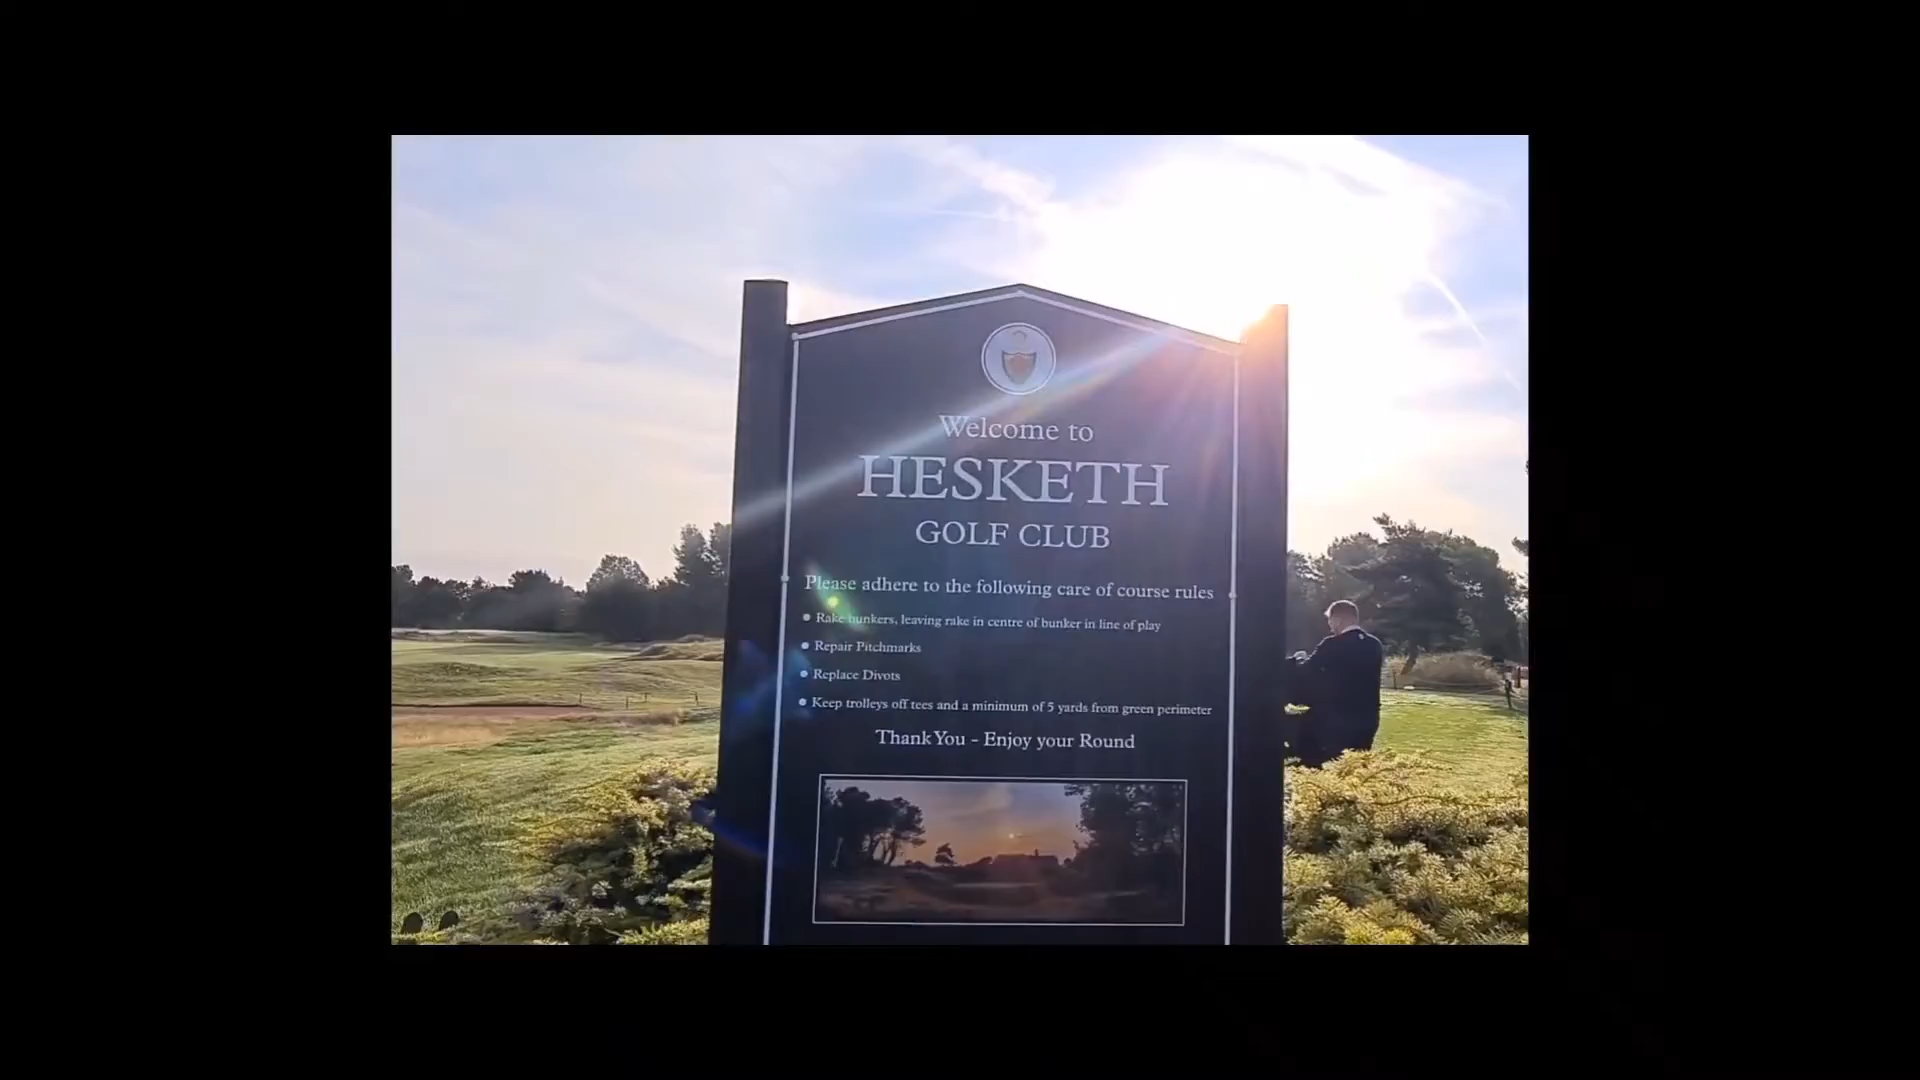 Welcome to
HESKETH
GOLF CLUB
Please adhere to the following care of course rules
Rake bunkers, leaving rake in centre of bunker in line of play
Repair Pitchmarks
Replace Divots
Keep trolleys off tees and a minimum of 5 yards from green perimeter
Thank You - Enjoy your Round